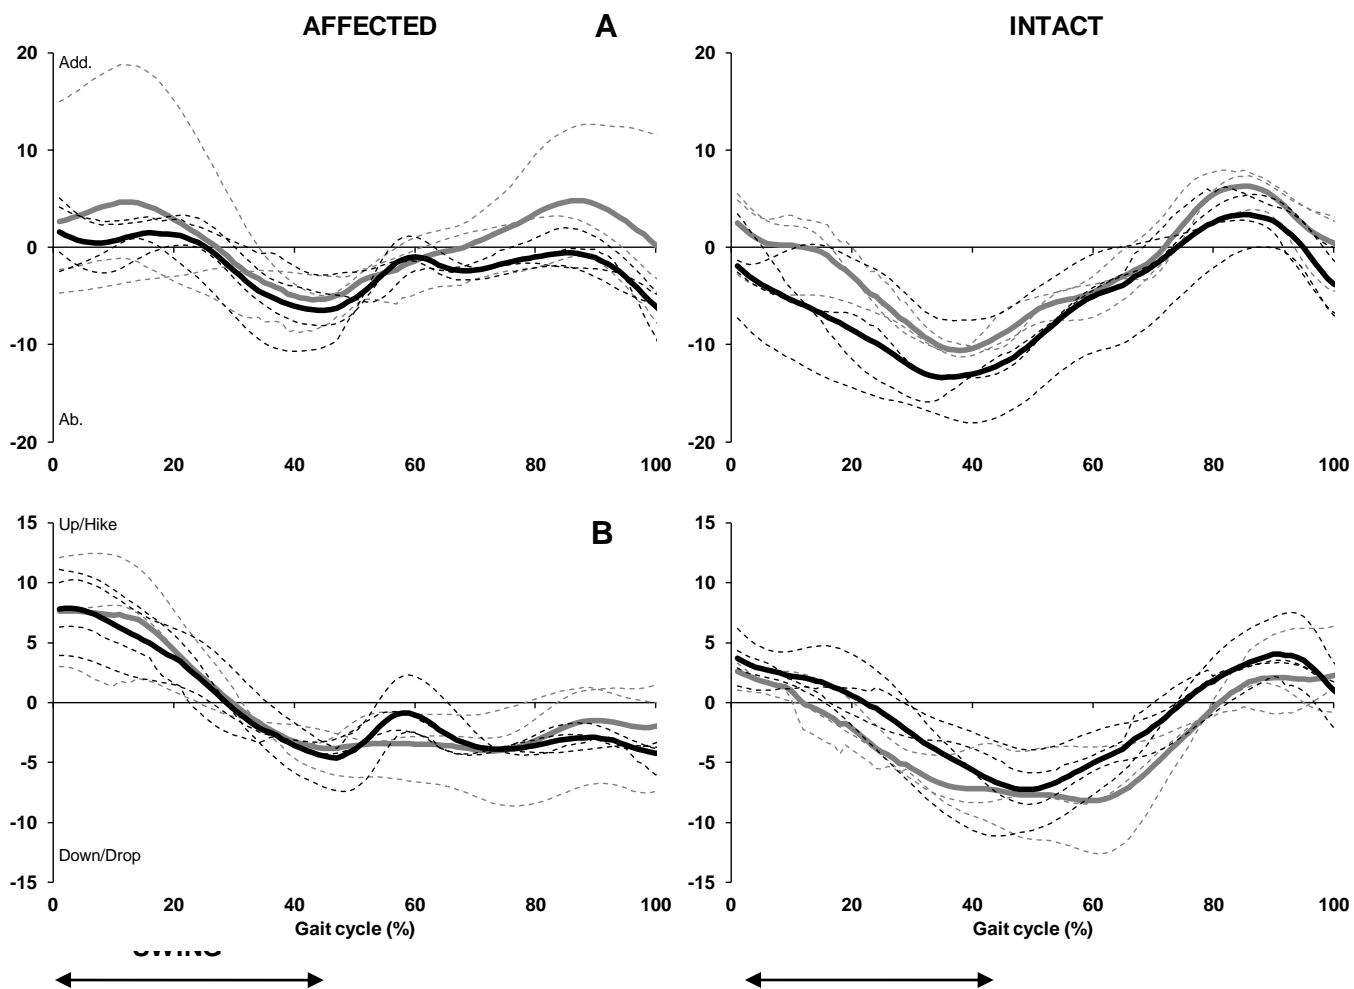 AFFECTED A INTACT
20 20
Add.
10 10
0 0
-10 -10
Ab.
-20 -20
0 20 40 60 80 100 0 20 40 60 80 100
15 15
Up/Hike B
10 10
5 5
0 0
-5 -5
-10 -10
Down/Drop
-15 -15
0 20 40 60 80 100 0 20 40 60 80 100
Gait cycle (%) Gait cycle (%)
SWING